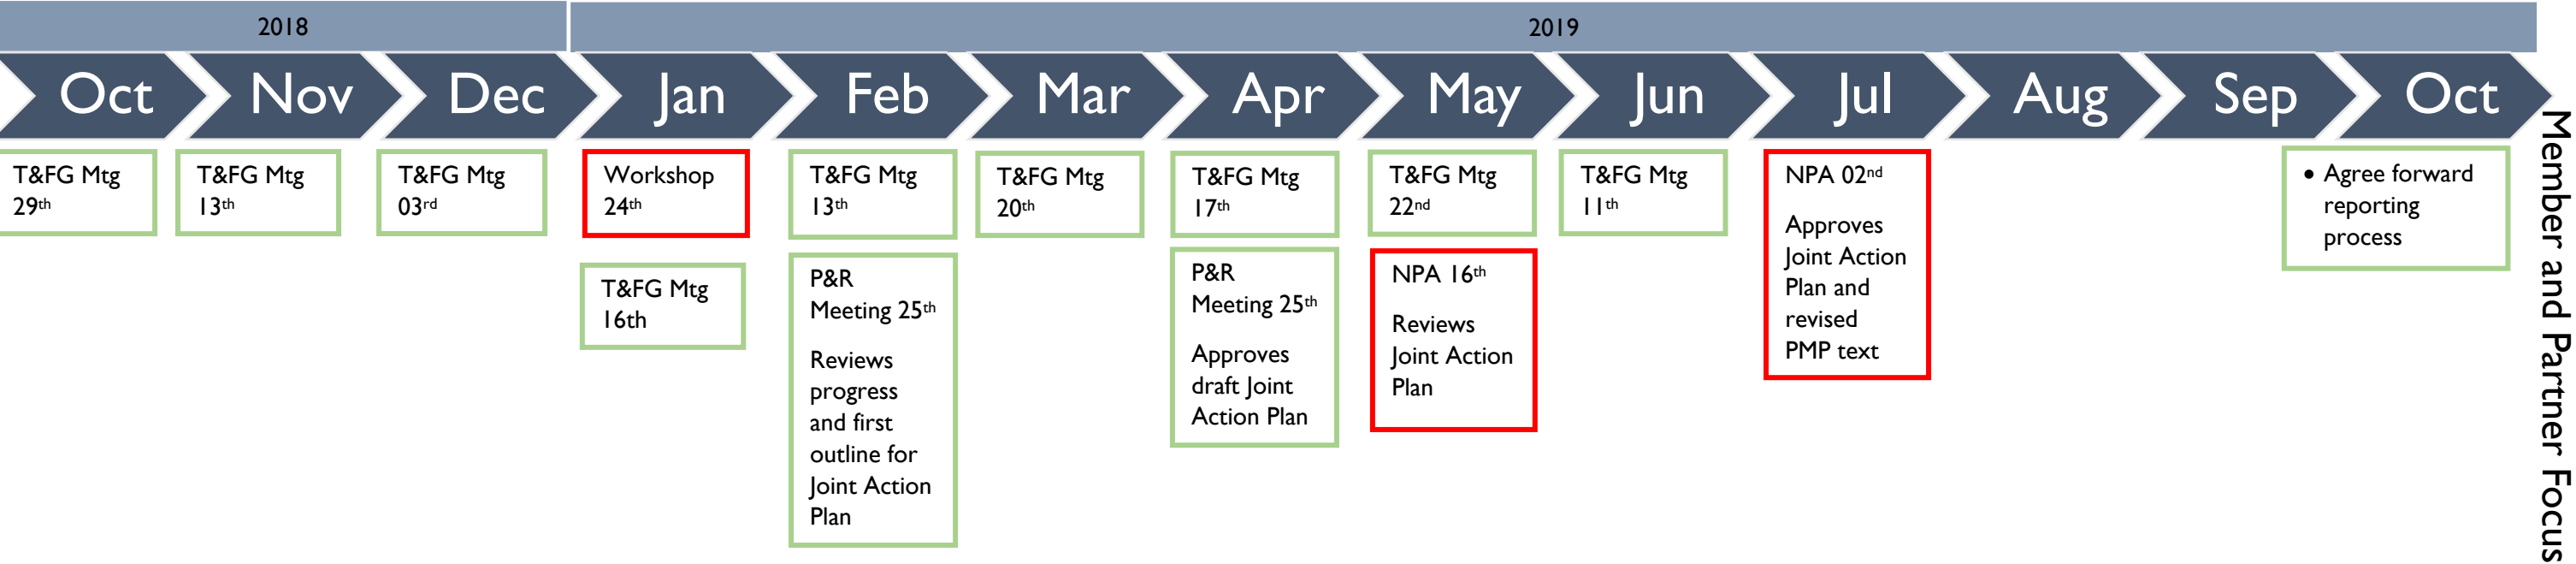 2018
2019
Oct
Nov
Dec
Jan
Feb
Mar
Apr
May
Jun
Jul
Aug
Sep
Oct
T&FG Mtg
29th
T&FG Mtg
13th
T&FG Mtg
03rd
Workshop
24th
T&FG Mtg
16th
T&FG Mtg
13th
P&R
Meeting 25th
Reviews
progress
and first
outline for
Joint Action
Plan
T&FG Mtg
20th
T&FG Mtg
17th
P&R
Meeting 25th
Approves
draft Joint
Action Plan
T&FG Mtg
22nd
NPA 16th
Reviews
Joint Action
Plan
T&FG Mtg
11th
NPA 02nd
Approves
Joint Action
Plan and
revised
PMP text
• Agree forward
reporting
process
Member and Partner Focus